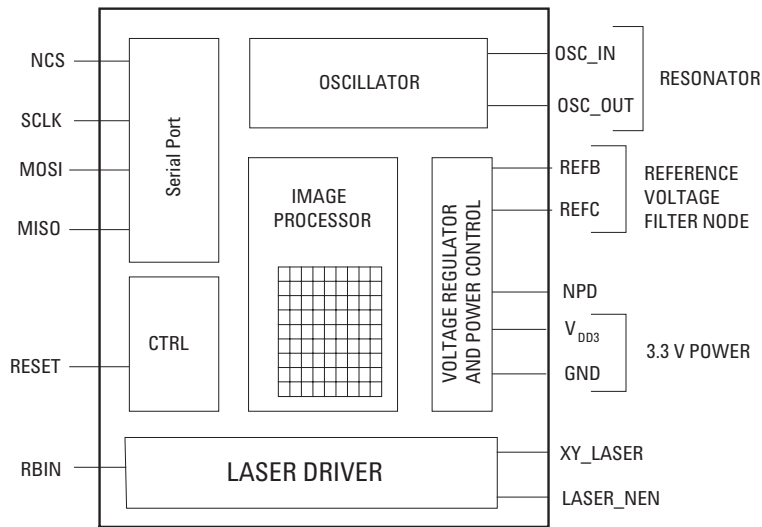 NCS
SCLK
MOSI
MISO
Serial Port
OSCILLATOR
OSC_IN
OSC_OUT
RESONATOR
IMAGE
PROCESSOR
VOLTAGE REGULATOR
AND POWER CONTROL
REFB
REFC
REFERENCE
VOLTAGE
FILTER NODE
NPD
VDD3
GND
3.3 V POWER
RESET
CTRL
RBIN
LASER DRIVER
XY_LASER
LASER_NEN